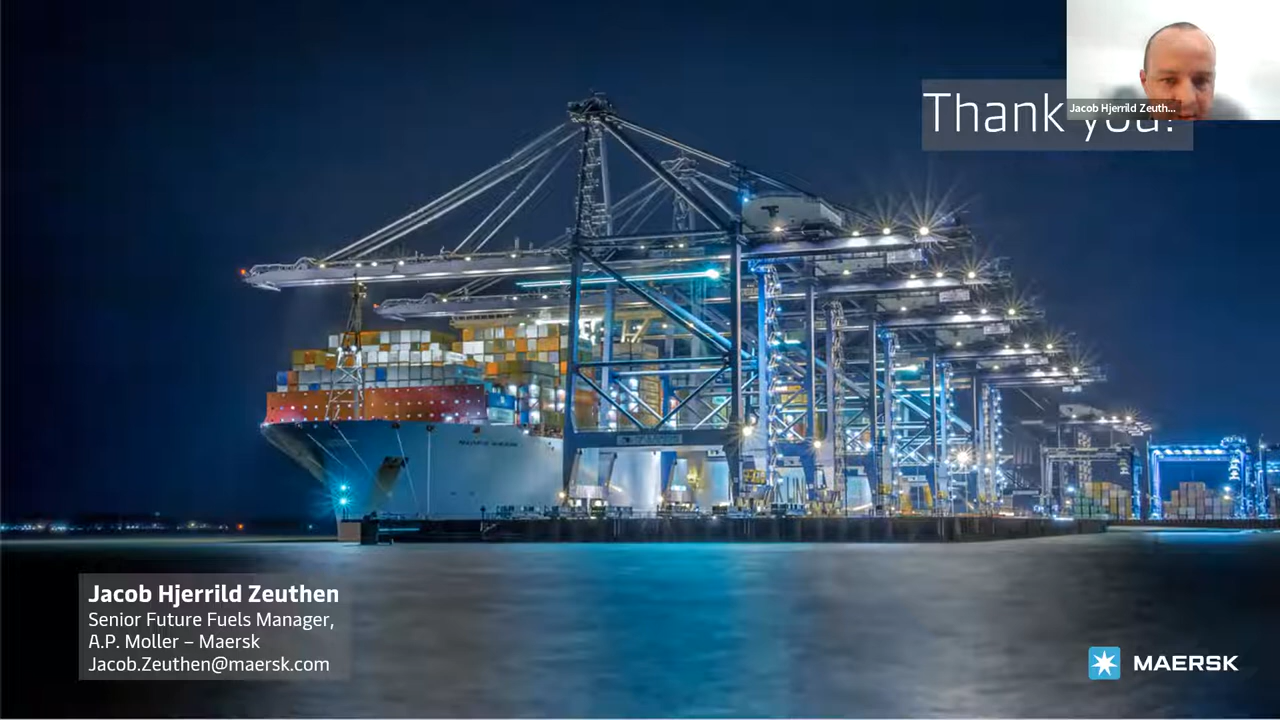 Thank you!
Jacob Hjerrild Zeuth...
Jacob Hjerrild Zeuthen
Senior Future Fuels Manager,
A.P. Moller – Maersk
Jacob.Zeuthen@maersk.com
MAERSK